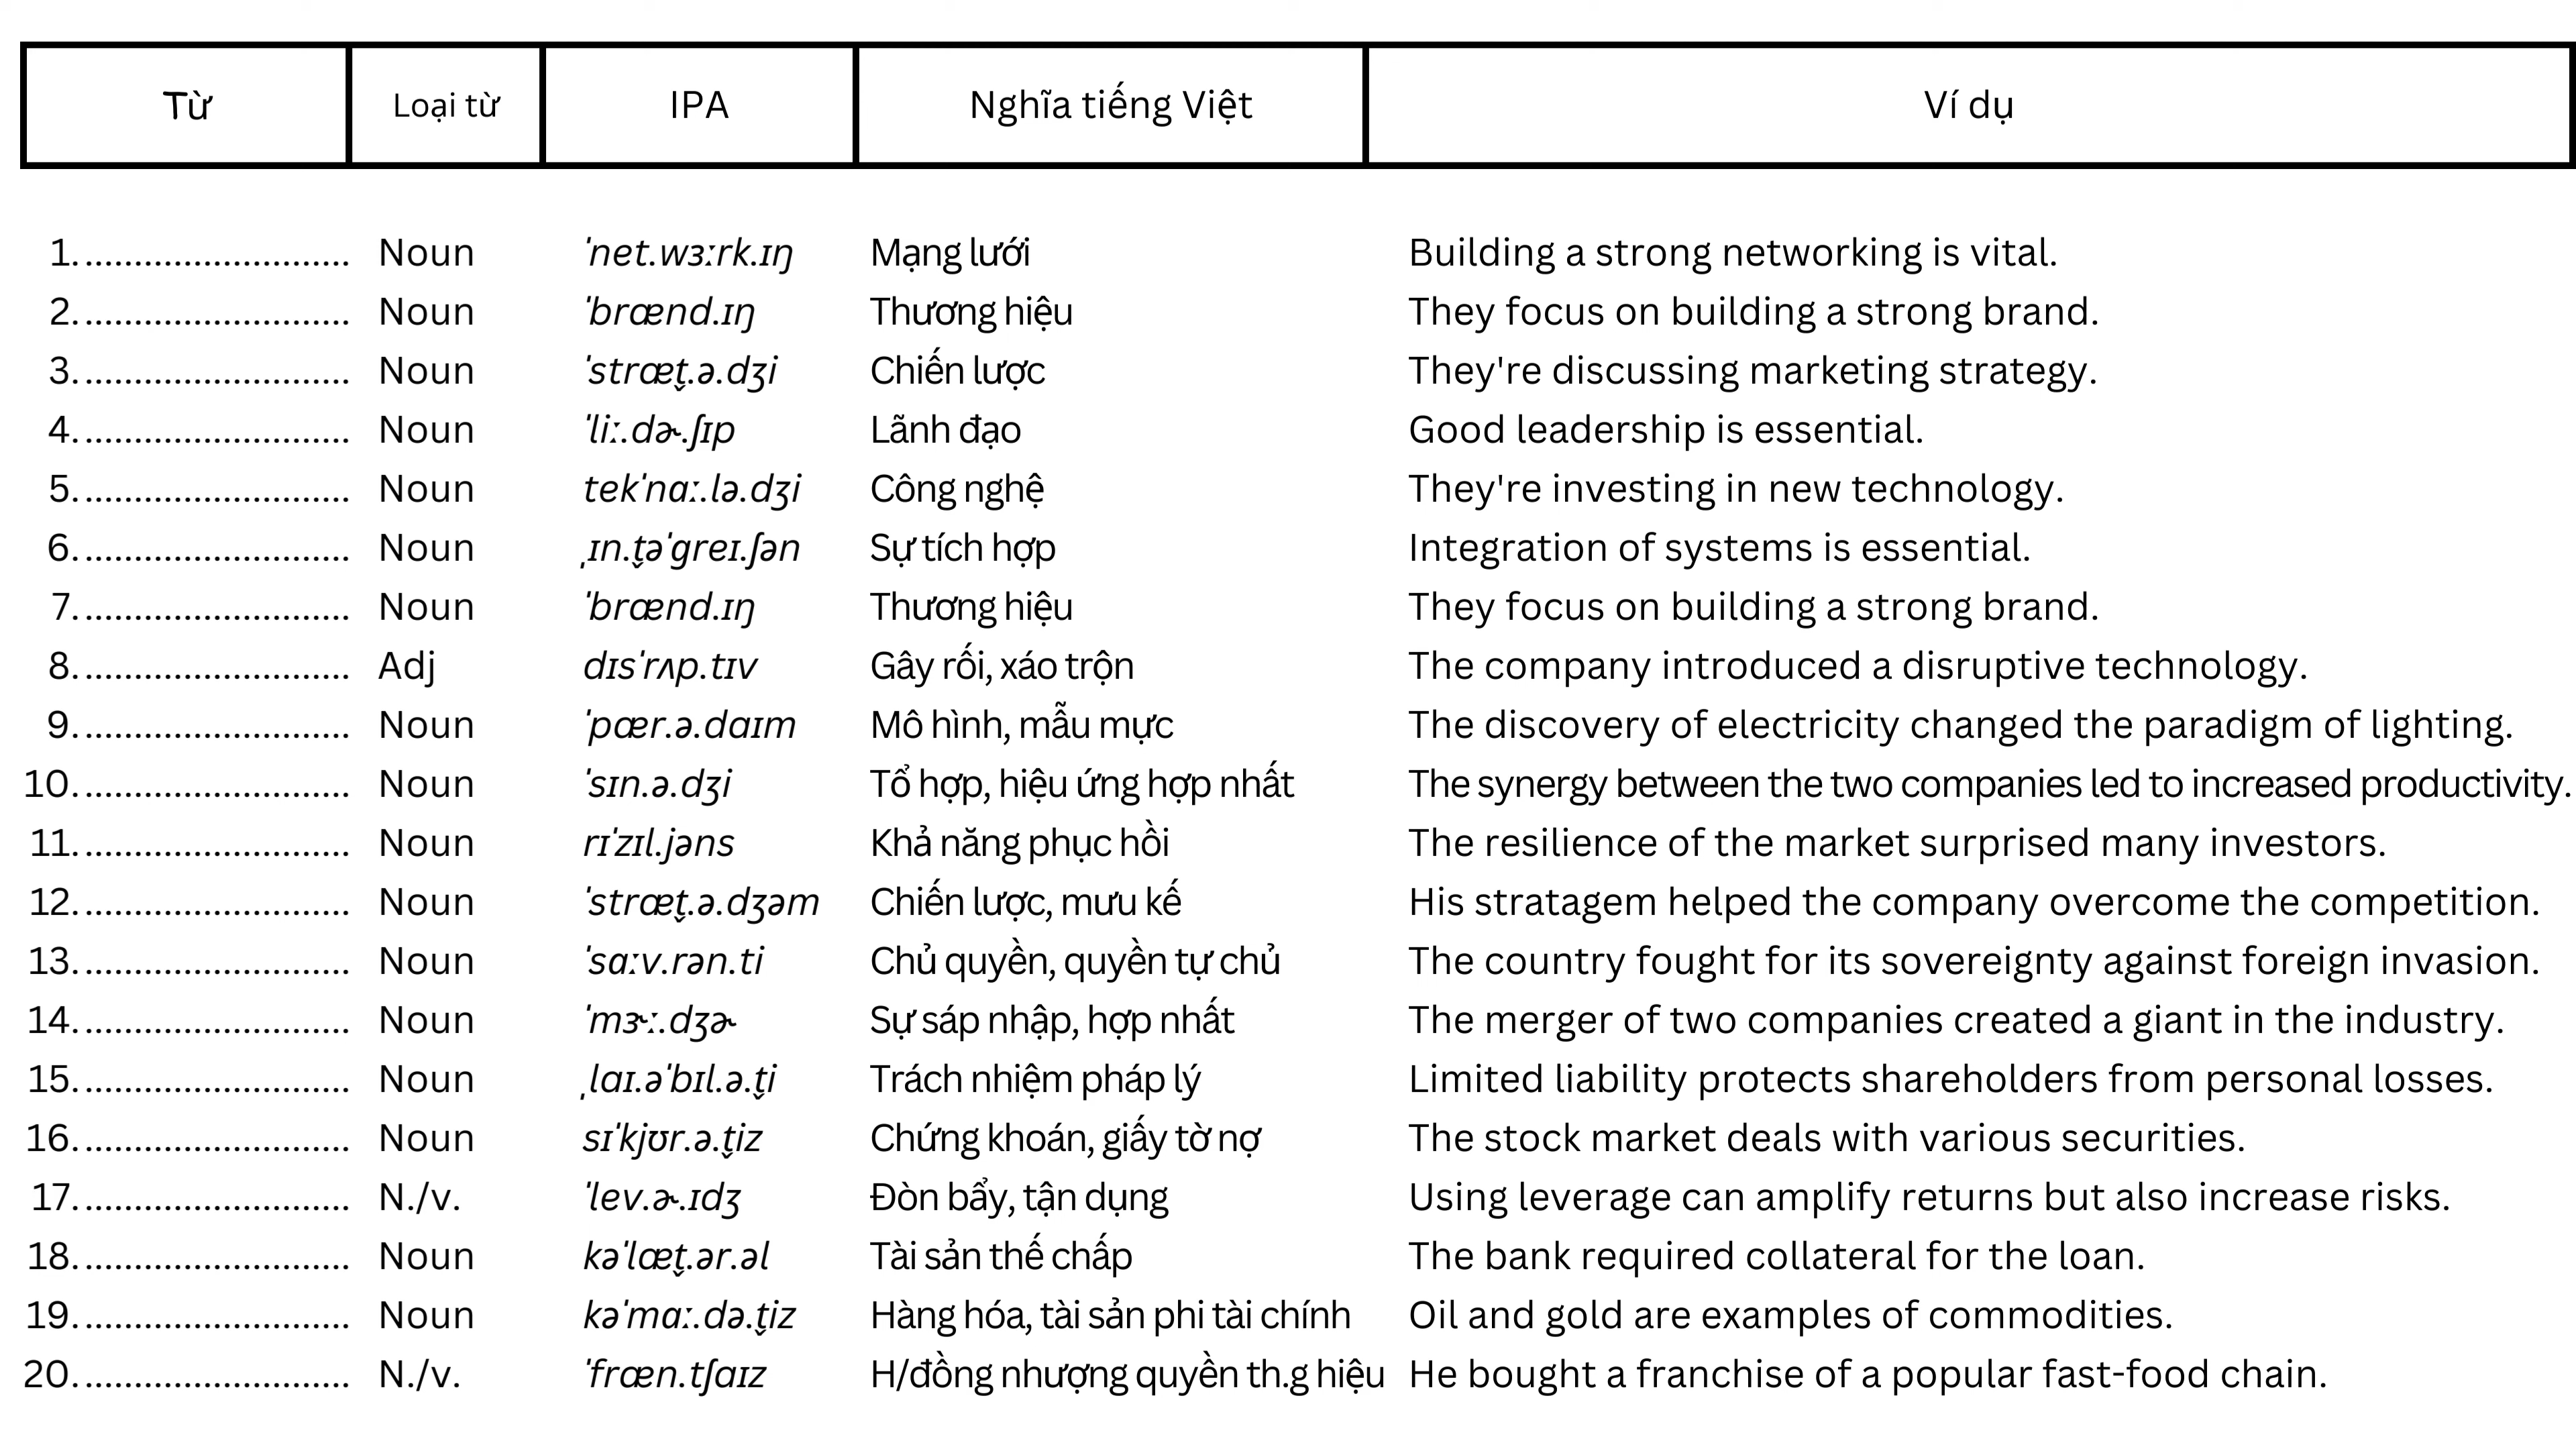 Từ Loại từ IPA Nghĩa tiếng Việt Ví dụ
1........................... Noun ˈnet.wɜːrk.ɪŋ Mạng lưới Building a strong networking is vital.
2........................... Noun ˈbrænd.ɪŋ Thương hiệu They focus on building a strong brand.
3........................... Noun ˈstræt̬.ə.dʒi Chiến lược They're discussing marketing strategy.
4........................... Noun ˈliː.dɚ.ʃɪp Lãnh đạo Good leadership is essential.
5........................... Noun tekˈnɑː.lə.dʒi Công nghệ They're investing in new technology.
6........................... Noun ˌɪn.t̬əˈɡreɪ.ʃən Sự tích hợp Integration of systems is essential.
7........................... Noun ˈbrænd.ɪŋ Thương hiệu They focus on building a strong brand.
8........................... Adj dɪsˈrʌp.tɪv Gây rối, xáo trộn The company introduced a disruptive technology.
9........................... Noun ˈpær.ə.daɪm Mô hình, mẫu mực The discovery of electricity changed the paradigm of lighting.
10........................... Noun ˈsɪn.ə.dʒi Tổ hợp, hiệu ứng hợp nhất The synergy between the two companies led to increased productivity.
11........................... Noun rɪˈzɪl.jəns Khả năng phục hồi The resilience of the market surprised many investors.
12........................... Noun ˈstræt̬.ə.dʒəm Chiến lược, mưu kế His stratagem helped the company overcome the competition.
13........................... Noun ˈsɑːv.rən.ti Chủ quyền, quyền tự chủ The country fought for its sovereignty against foreign invasion.
14........................... Noun ˈmɝː.dʒɚ Sự sáp nhập, hợp nhất The merger of two companies created a giant in the industry.
15........................... Noun ˌlaɪ.əˈbɪl.ə.t̬i Trách nhiệm pháp lý Limited liability protects shareholders from personal losses.
16........................... Noun sɪˈkjʊr.ə.t̬iz Chứng khoán, giấy tờ nợ The stock market deals with various securities.
17........................... N./v. ˈlev.ɚ.ɪdʒ Đòn bẩy, tận dụng Using leverage can amplify returns but also increase risks.
18........................... Noun kəˈlæt̬.ər.əl Tài sản thế chấp The bank required collateral for the loan.
19........................... Noun kəˈmɑː.də.t̬iz Hàng hóa, tài sản phi tài chính Oil and gold are examples of commodities.
20........................... N./v. ˈfræn.tʃaɪz H/đồng nhượng quyền th.g hiệu He bought a franchise of a popular fast-food chain.